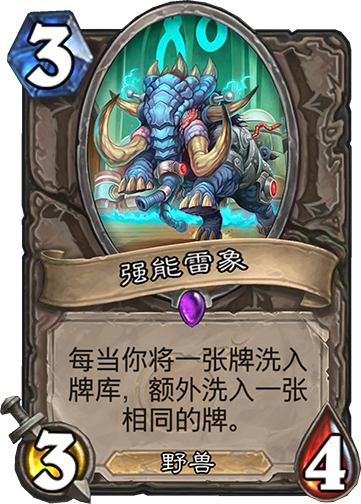 3
强能雷象
每当你将一张牌洗入
牌库，额外洗入一张
相同的牌。
野兽
3
4